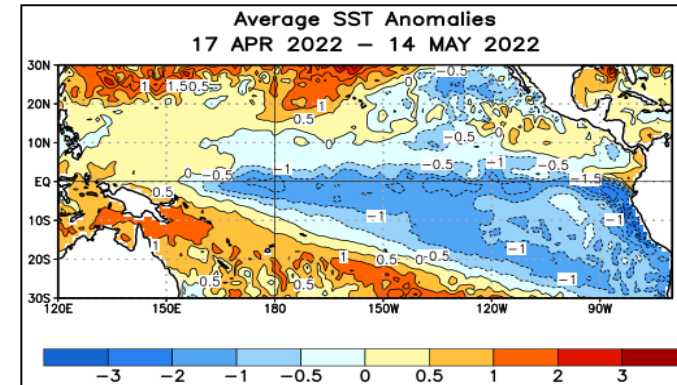 Average SST Anomalies
17 APR 2022 – 14 MAY 2022
30N
20N
10N
EQ
10S
20S
30S
1 1.5 0.5 1 0.5 0 -0.5 0 -0.5 0
0 -0.5 -1 -0.5 -1 -0.5 -1.5
0.5 -1 -1 -1
1 0.5 1 0.5 0.5 0 -0.5 -1
120E 150E 180 150W 120W 90W
-3 -2 -1 -0.5 0 0.5 1 2 3